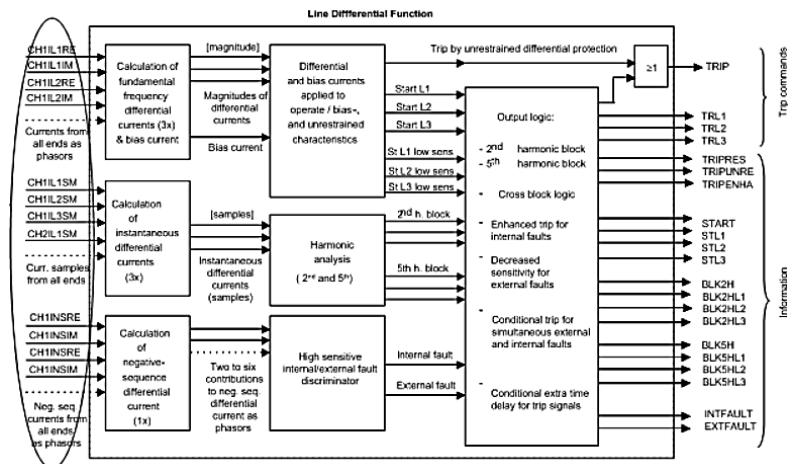 Line Diffferential Function
CH1IL1RE
CH1IL1IM
CH1IL2RE
CH1IL2IM
Currents from
all ends as
phasors
Calculation of
fundamental
frequency
differential
currents (3x)
& bias current
[magnitude]
Magnitudes of
differential
currents
Bias current
Differential
and bias currents
applied to
operate / bias-,
and unrestrained
characteristics
Trip by unrestrained differential protection
≥1
TRIP
Start L1
Start L2
Start L3
St L1 low sens
St L2 low sens
St L3 low sens
CH1IL1SM
CH1IL2SM
CH1IL3SM
CH2IL1SM
Curr. samples
from all ends
Calculation
of
instantaneous
differential
currents
(3x)
[samples]
Instantaneous
differential
currents
(samples)
Harmonic
analysis
( 2nd and 5th)
2nd h. block
5th h. block
CH1INSRE
CH1INSIM
CH1INSRE
CH1INSIM
Neg. seq
currents from
all ends
as phasors
Calculation
of
negative-
sequence
differential
current
(1x)
Two to six
contributions
to neg. seq.
differential
current as
phasors
High sensitive
internal/external fault
discriminator
Internal fault
External fault
Output logic:
- 2nd harmonic block
- 5th harmonic block
- Cross block logic
- Enhanced trip for
internal faults
- Decreased
sensitivity for
external faults
- Conditional trip for
simultaneous external
and internal faults
- Conditional extra time
delay for trip signals
TRL1
TRL2
TRL3
TRIPRES
TRIPUNRE
TRIPENHA
START
STL1
STL2
STL3
BLK2H
BLK2HL1
BLK2HL2
BLK2HL3
BLK5H
BLK5HL1
BLK5HL2
BLK5HL3
INTFAULT
EXTFAULT
Trip commands
Information